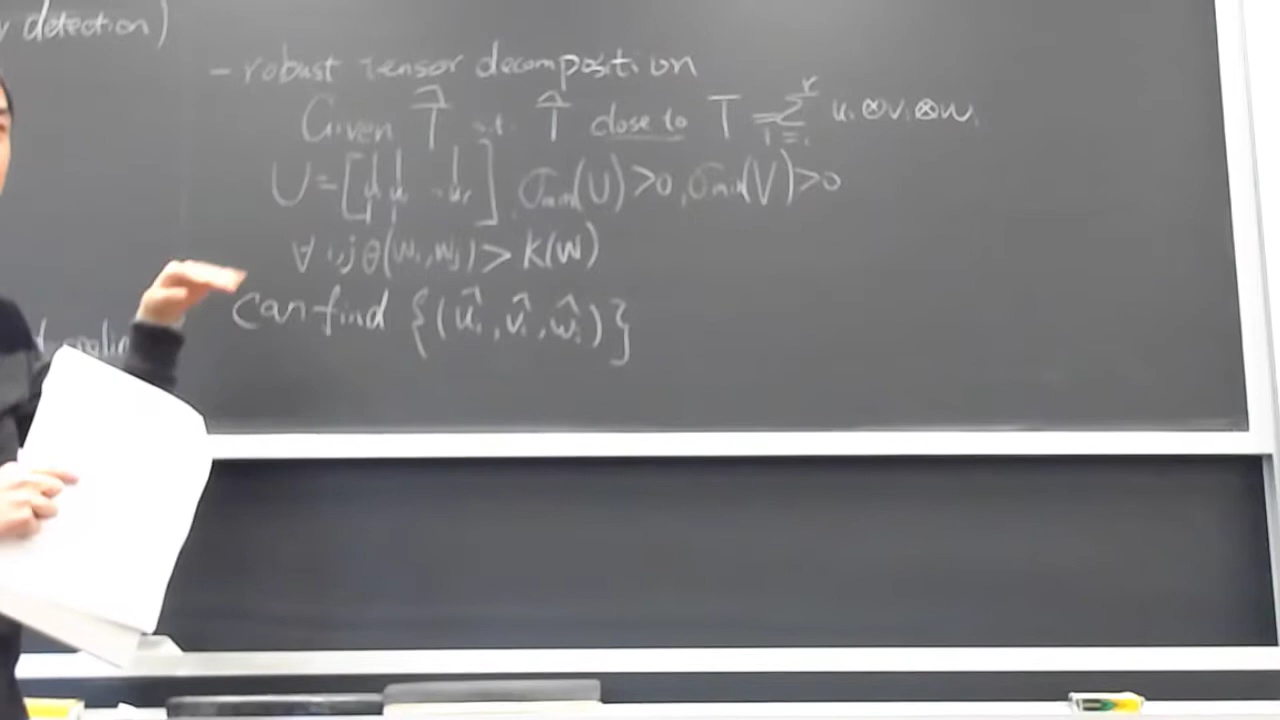 detection)
- robust tensor decomposition
Given T̂ s.t. T̂ close to T = Σ_{i=1}^{r} u_i ⊗ v_i ⊗ w_i
U = [u_1 u_2 ... u_r], σ_min(U) > 0, σ_min(V) > 0
∀ i,j θ(w_i, w_j) > K(W)
can find {(û_i, v̂_i, ŵ_i)}